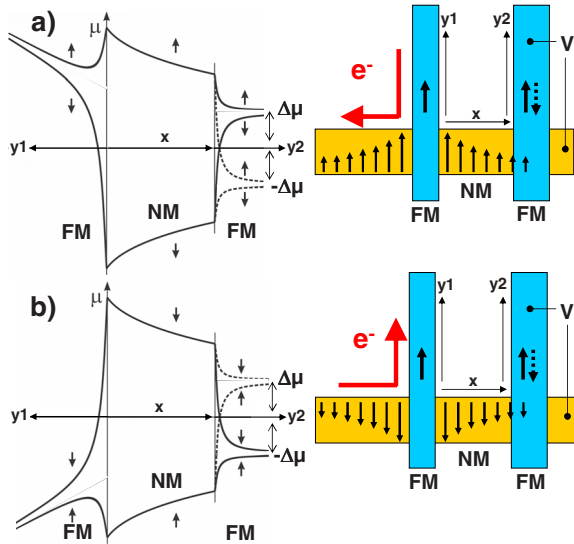 a)
μ
y1
x
y2
Δμ
-Δμ
FM
NM
FM
y1
y2
V
e-
x
NM
FM
FM
b)
μ
y1
x
y2
Δμ
-Δμ
NM
FM
FM
y1
y2
V
e-
x
NM
FM
FM